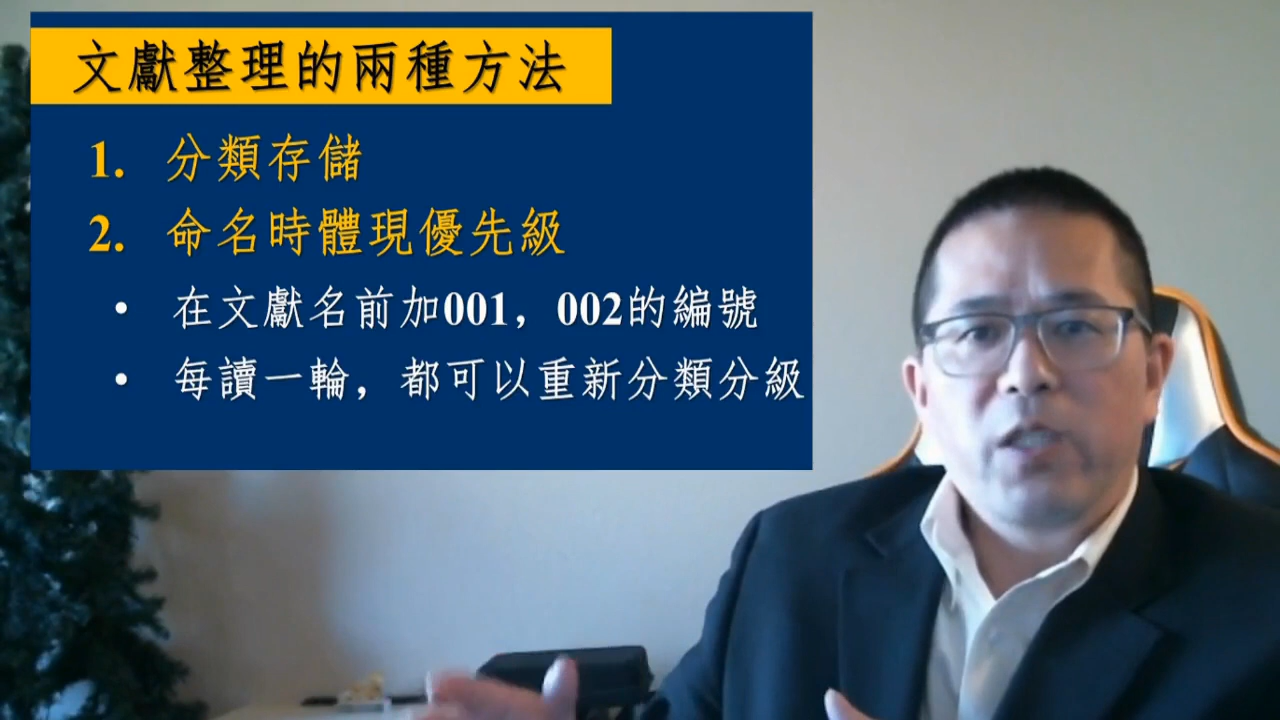 文獻整理的兩種方法
1. 分類存儲
2. 命名時體現優先級
• 在文獻名前加001，002的編號
• 每讀一輪，都可以重新分類分級